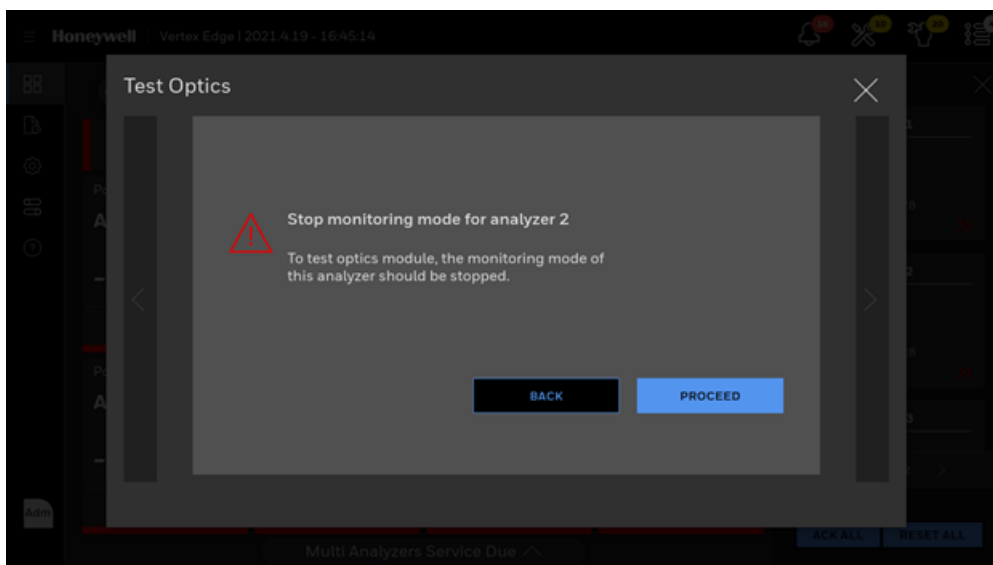 Honeywell | Vertex Edge | 2021.4.19 - 16:45:14
Test Optics
Stop monitoring mode for analyzer 2
To test optics module, the monitoring mode of
this analyzer should be stopped.
BACK
PROCEED
Adm
Multi Analyzers Service Due
ACK ALL
RESET ALL